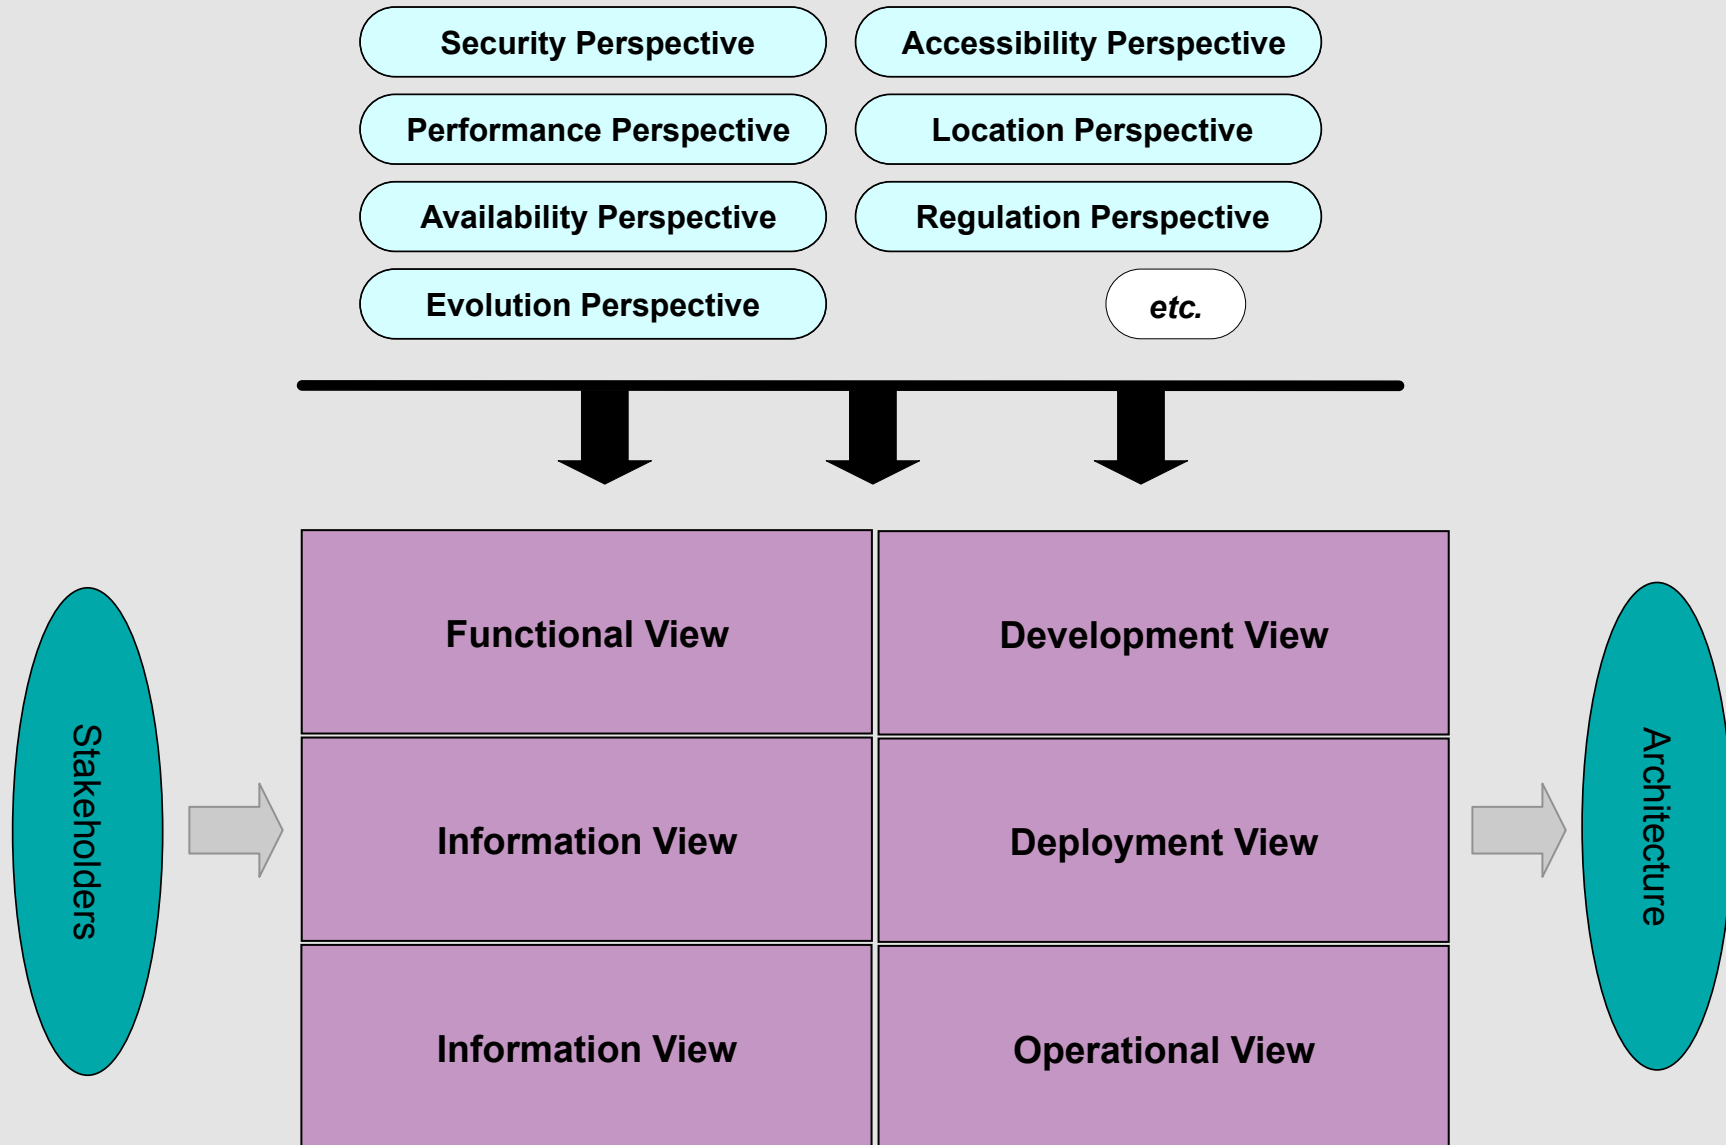 Security Perspective
Accessibility Perspective
Performance Perspective
Location Perspective
Availability Perspective
Regulation Perspective
Evolution Perspective
etc.
Stakeholders
Functional View
Development View
Information View
Deployment View
Information View
Operational View
Architecture